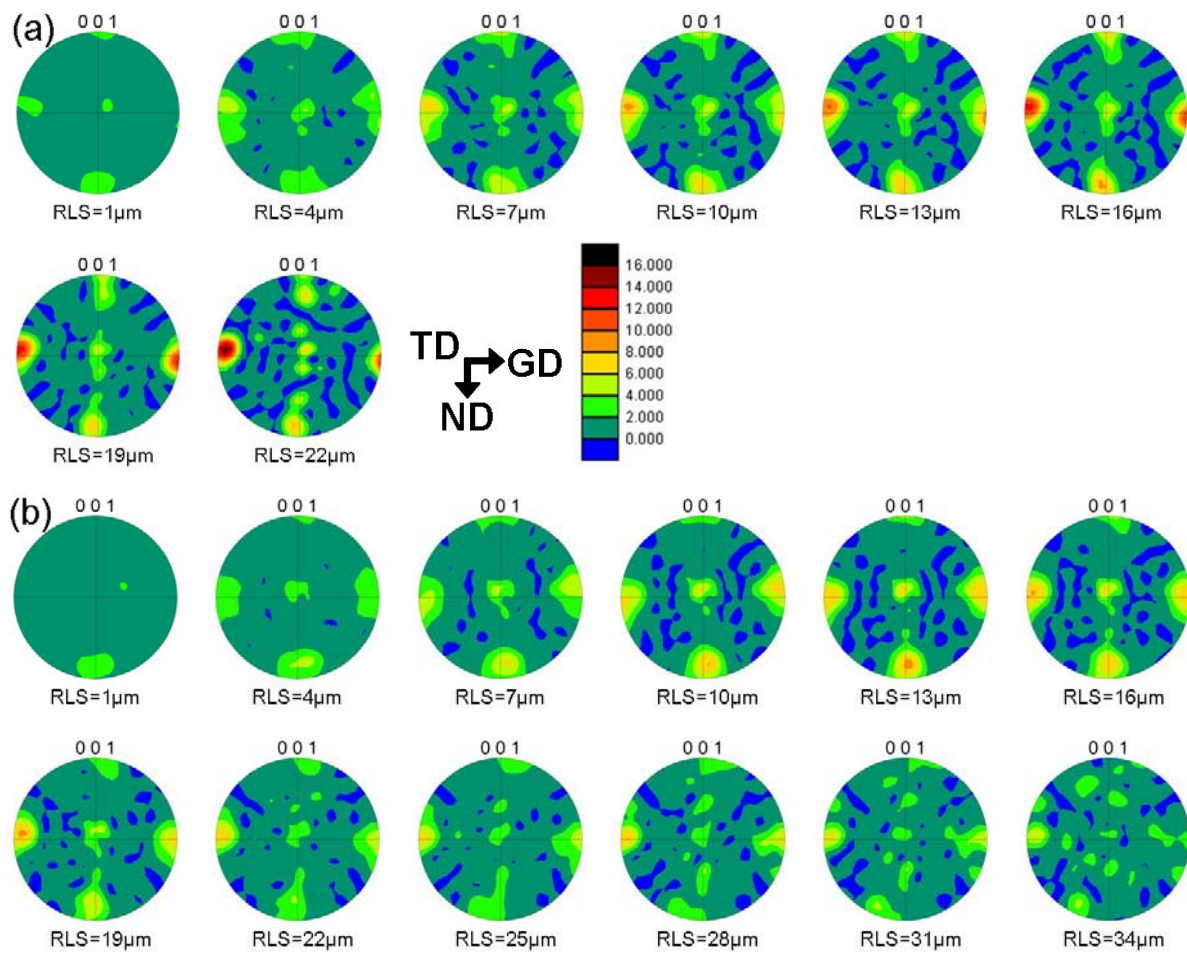 (a)
0 0 1 0 0 1 0 0 1 0 0 1 0 0 1 0 0 1
RLS=1µm RLS=4µm RLS=7µm RLS=10µm RLS=13µm RLS=16µm
0 0 1 0 0 1
RLS=19µm RLS=22µm
TD
GD
ND
16.000
14.000
12.000
10.000
8.000
6.000
4.000
2.000
0.000
(b)
0 0 1 0 0 1 0 0 1 0 0 1 0 0 1 0 0 1
RLS=1µm RLS=4µm RLS=7µm RLS=10µm RLS=13µm RLS=16µm
0 0 1 0 0 1 0 0 1 0 0 1 0 0 1 0 0 1
RLS=19µm RLS=22µm RLS=25µm RLS=28µm RLS=31µm RLS=34µm